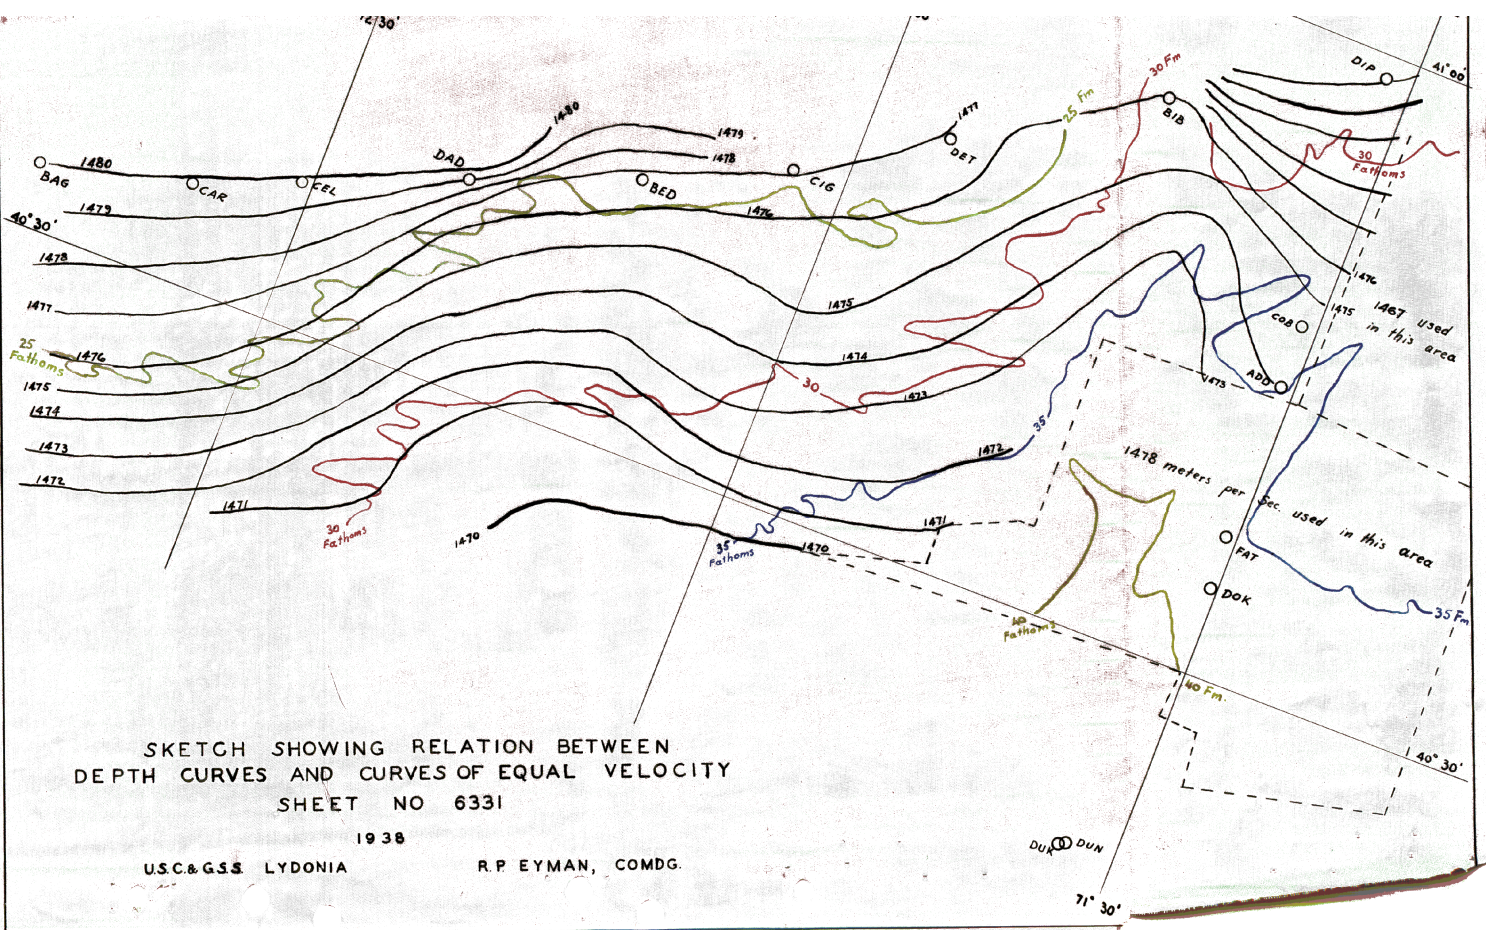 72°30'
30 Fm
DIP
41°00'
25 Fm
1480
1479
1478
1477
BIB
DET
DAD
1480
BAG
CAR
CEL
BED
CIG
30
Fathoms
1479
1476
40°30'
1478
1477
1476
1475
1475
COB
1467 used
in this area
25
Fathoms
1476
1475
1474
1474
30
1473
1473
ADD
35
1473
1472
1472
1478 meters per Sec. used in this area
1471
30
Fathoms
1470
1471
1470
35
Fathoms
FAT
DOK
40
Fathoms
35 Fm
40 Fm.
SKETCH SHOWING RELATION BETWEEN
DEPTH CURVES AND CURVES OF EQUAL VELOCITY
SHEET NO 6331
1938
U.S.C.& G.S.S. LYDONIA R.P. EYMAN, COMDG.
40°30'
DUK DUN
71°30'